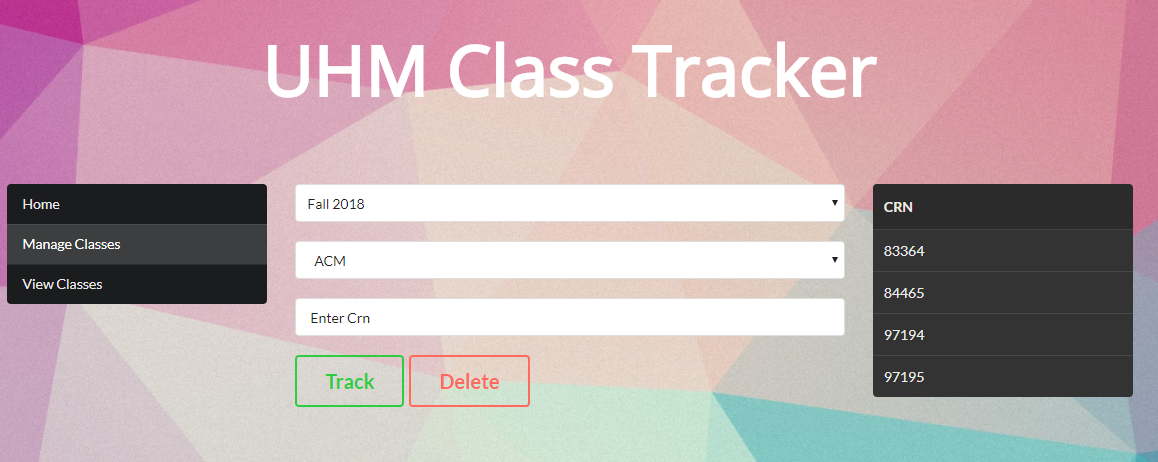 UHM Class Tracker
Home
Manage Classes
View Classes
Fall 2018
ACM
Enter Crn
Track
Delete
CRN
83364
84465
97194
97195